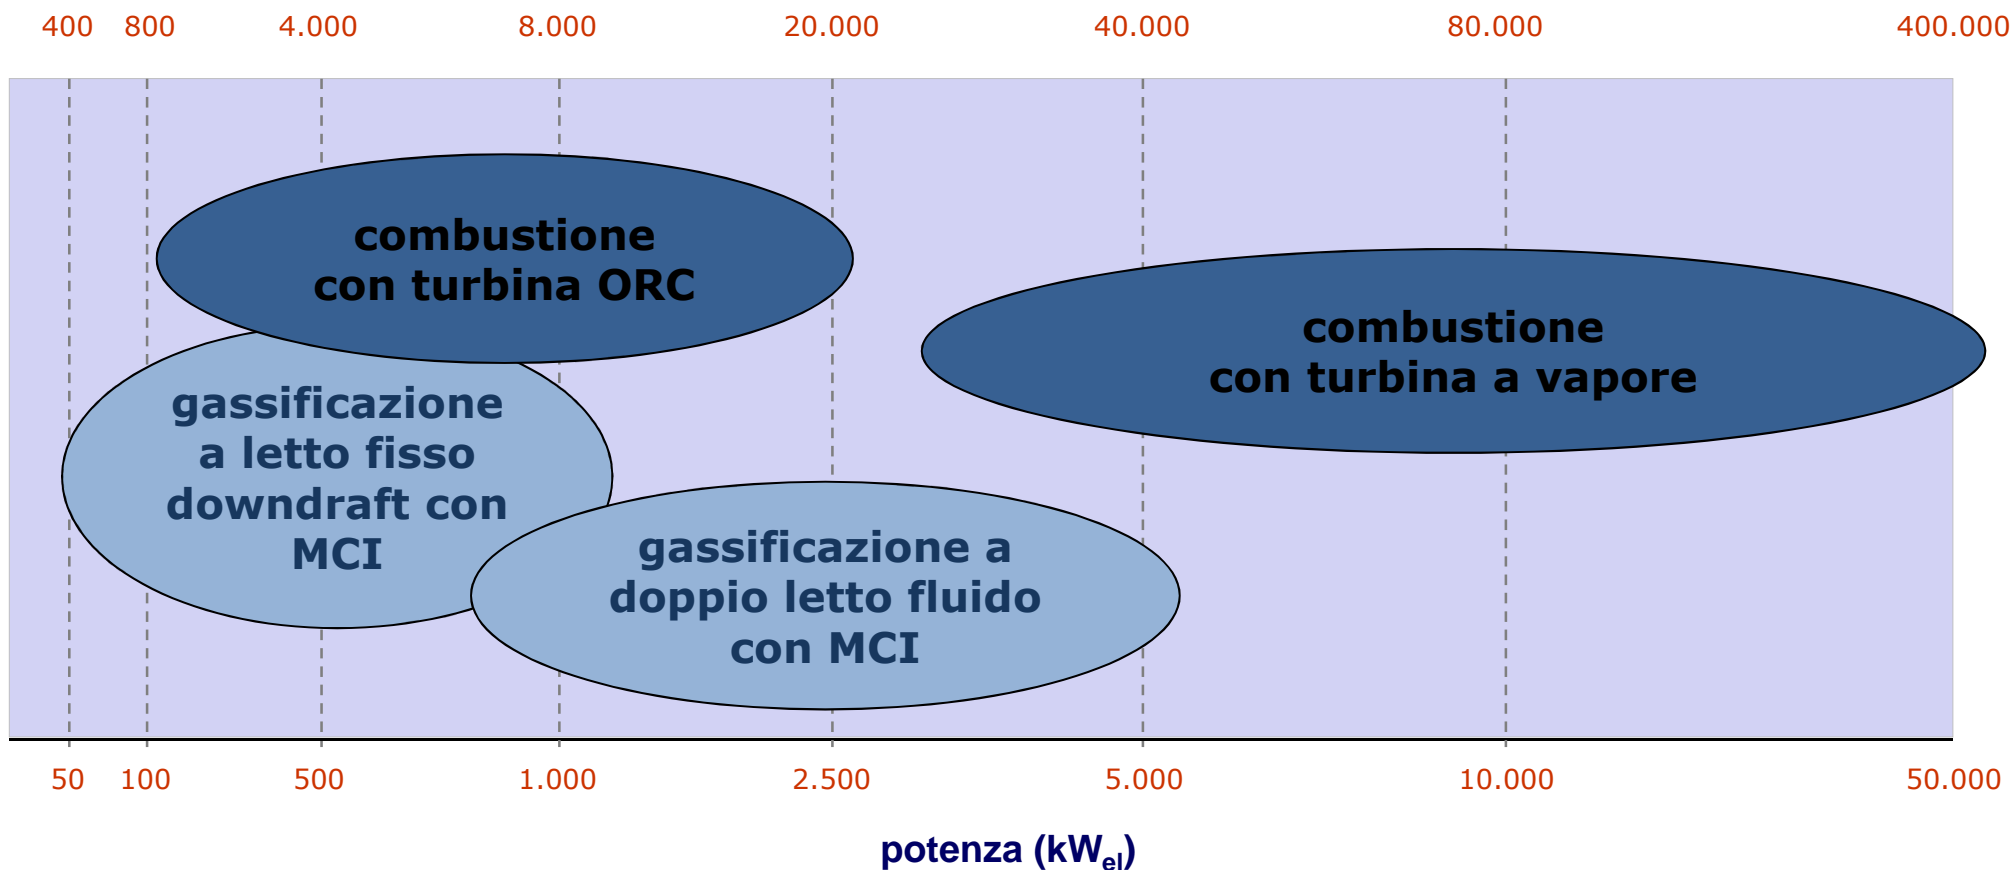 400 800 4.000 8.000 20.000 40.000 80.000 400.000
combustione
con turbina ORC
combustione
con turbina a vapore
gassificazione
a letto fisso
downdraft con
MCI
gassificazione a
doppio letto fluido
con MCI
50 100 500 1.000 2.500 5.000 10.000 50.000
potenza (kWel)